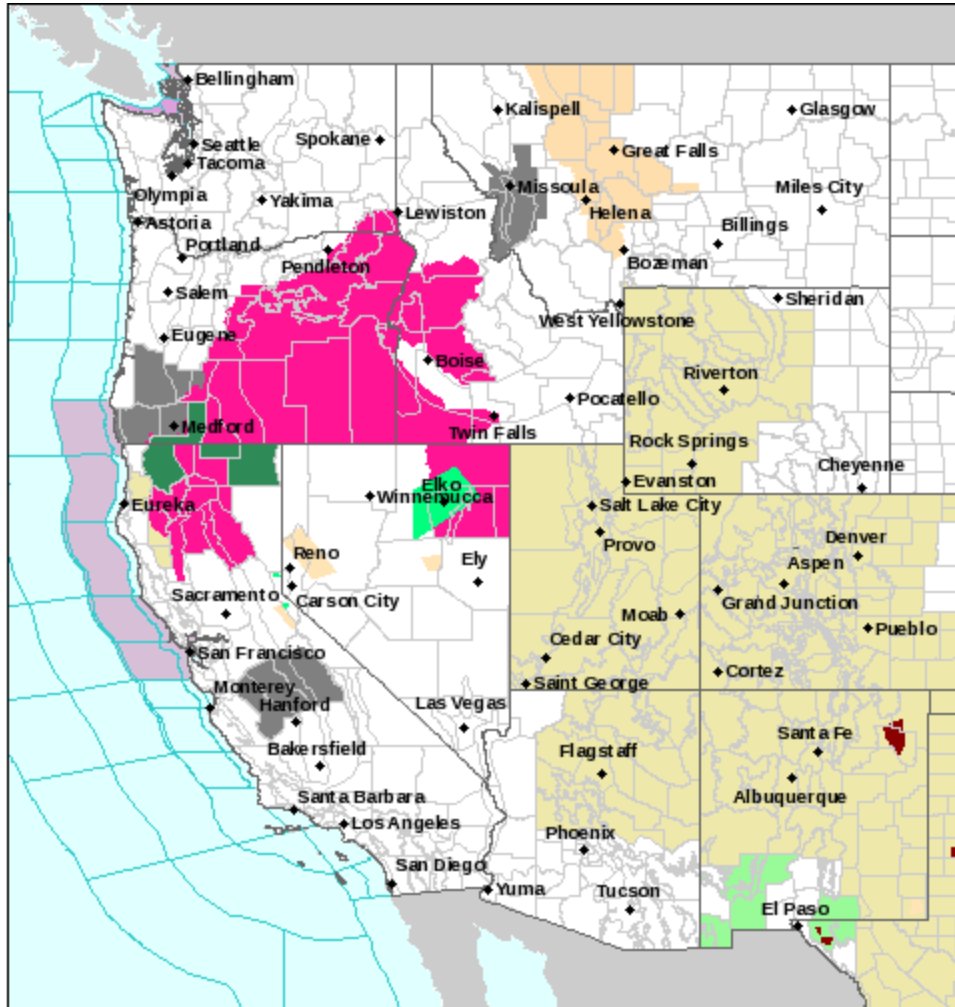 Bellingham
Kalispell
Glasgow
Seattle
Spokane
Great Falls
Tacoma
Missoula
Miles City
Olympia
Yakima
Lewiston
Helena
Astoria
Billings
Portland
Pendleton
Bozeman
Salem
Sheridan
West Yellowstone
Eugene
Boise
Riverton
Pocatello
Medford
Twin Falls
Rock Springs
Cheyenne
Elko
Evanston
Eureka
Winnemucca
Salt Lake City
Denver
Provo
Reno
Ely
Aspen
Sacramento
Carson City
Grand Junction
Moab
Pueblo
Cedar City
San Francisco
Cortez
Monterey
Saint George
Hanford
Las Vegas
Santa Fe
Bakersfield
Flagstaff
Albuquerque
Santa Barbara
Los Angeles
Phoenix
San Diego
Yuma
Tucson
El Paso